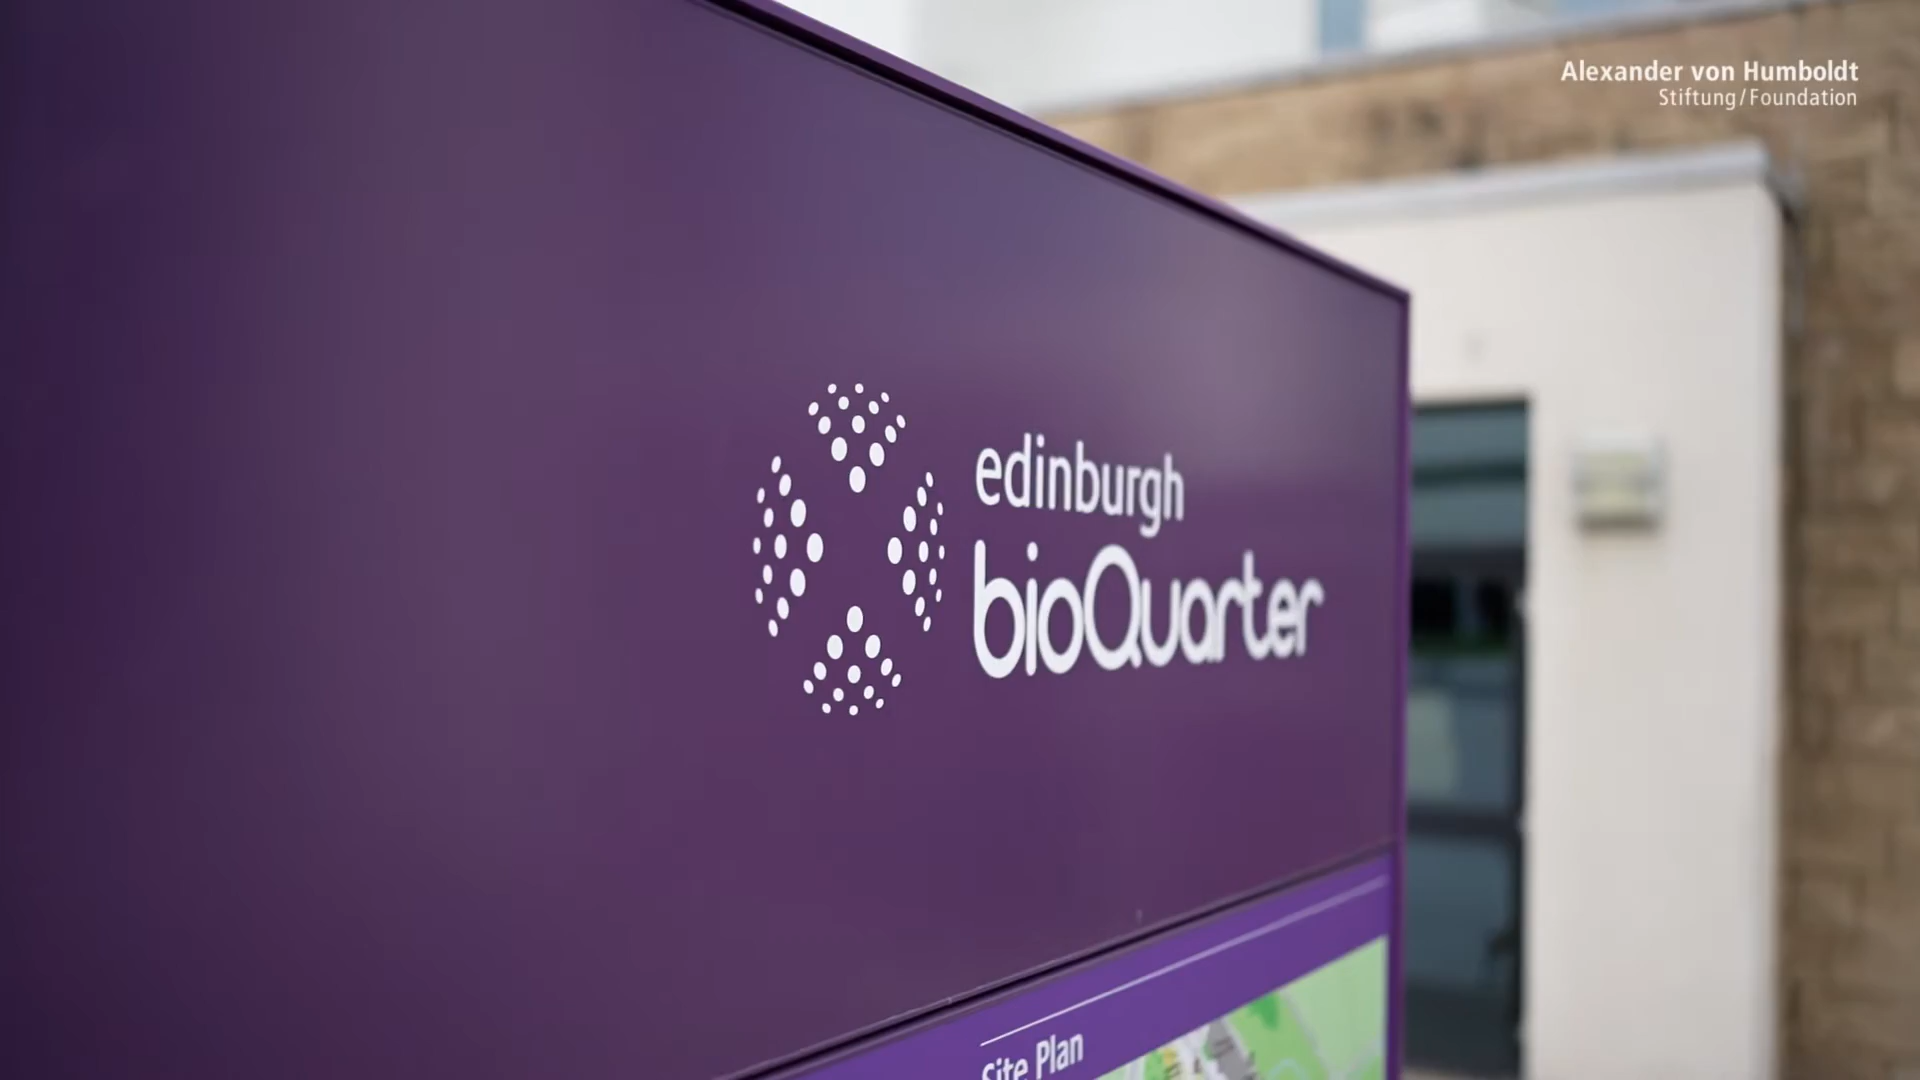 Alexander von Humboldt
Stiftung/Foundation
edinburgh
bioQuarter
Site Plan